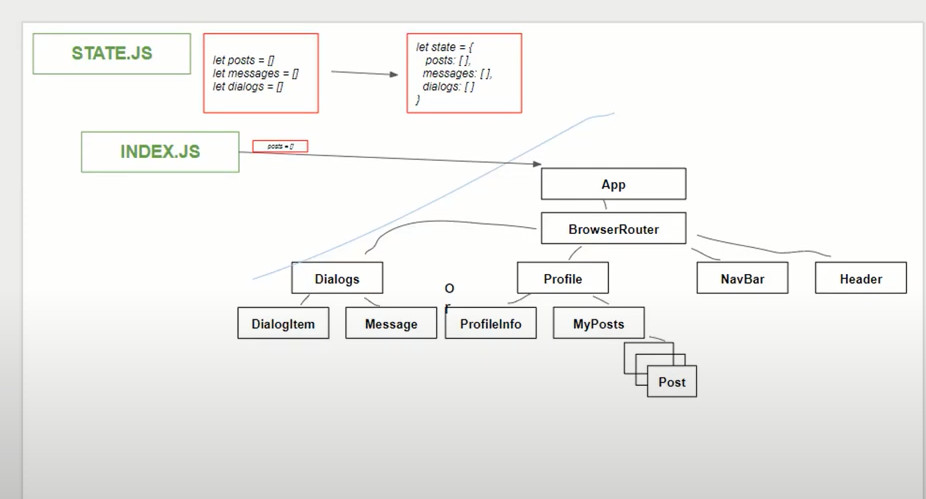 STATE.JS
let posts = []
let messages = []
let dialogs = []
let state = {
posts: [ ],
messages: [ ],
dialogs: [ ]
}
INDEX.JS
posts = []
App
BrowserRouter
Dialogs
or
Profile
NavBar
Header
DialogItem
Message
ProfileInfo
MyPosts
Post